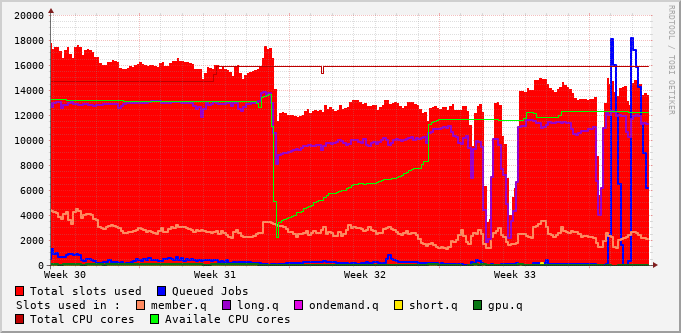 20000
18000
16000
14000
12000
10000
8000
6000
4000
2000
0
Week 30 Week 31 Week 32 Week 33
RRDTOOL / TOBI OETIKER
Total slots used Queued Jobs
Slots used in : member.q long.q ondemand.q short.q gpu.q
Total CPU cores Availale CPU cores